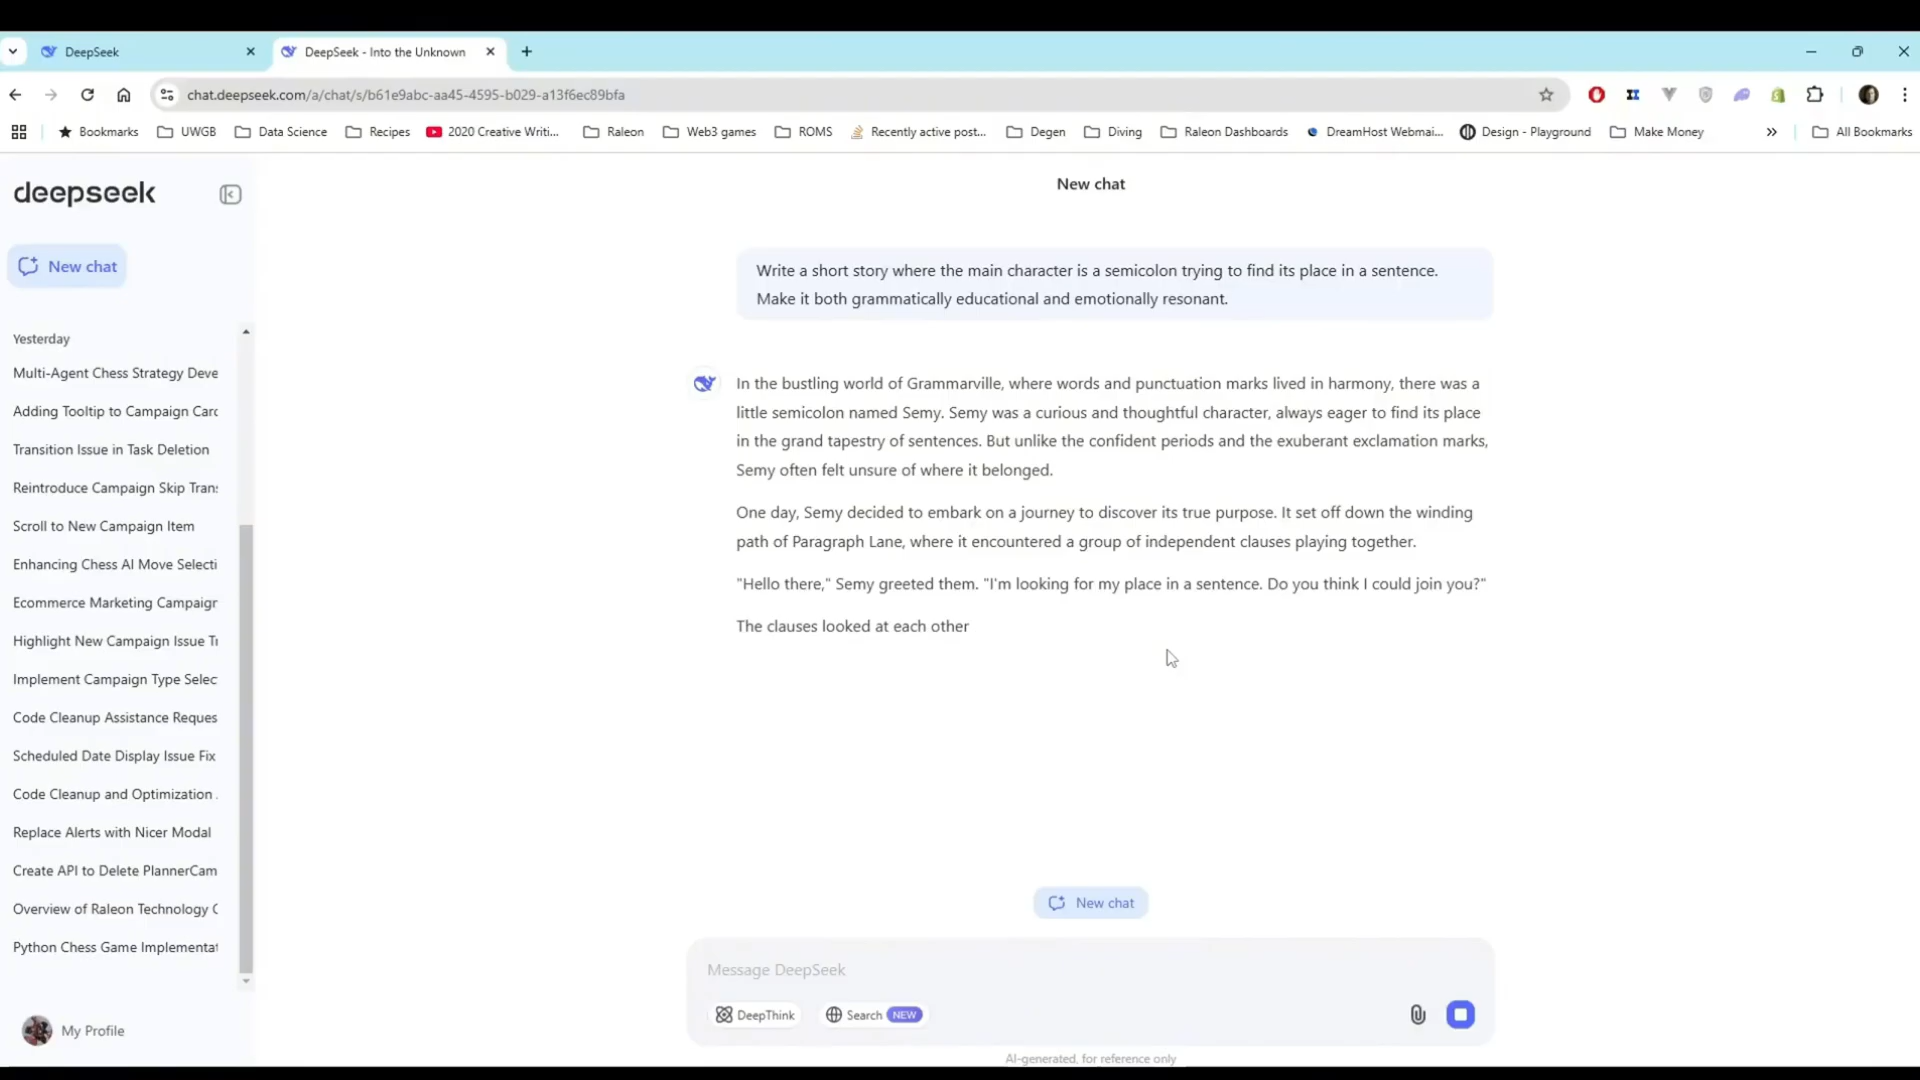 DeepSeek
DeepSeek - Into the Unknown
chat.deepseek.com/a/chat/s/b61e9abc-aa45-4595-b029-a13f6ec89bfa
Bookmarks
UWGB
Data Science
Recipes
2020 Creative Writi...
Raleon
Web3 games
ROMS
Recently active post...
Degen
Diving
Raleon Dashboards
DreamHost Webmai...
Design - Playground
Make Money
All Bookmarks
deepseek
New chat
Yesterday
Multi-Agent Chess Strategy Deve
Adding Tooltip to Campaign Card
Transition Issue in Task Deletion
Reintroduce Campaign Skip Trans
Scroll to New Campaign Item
Enhancing Chess AI Move Selecti
Ecommerce Marketing Campaign
Highlight New Campaign Issue Tr
Implement Campaign Type Selec
Code Cleanup Assistance Reques
Scheduled Date Display Issue Fix
Code Cleanup and Optimization
Replace Alerts with Nicer Modal
Create API to Delete PlannerCam
Overview of Raleon Technology C
Python Chess Game Implementat
My Profile
New chat
Write a short story where the main character is a semicolon trying to find its place in a sentence.
Make it both grammatically educational and emotionally resonant.
In the bustling world of Grammarville, where words and punctuation marks lived in harmony, there was a
little semicolon named Semy. Semy was a curious and thoughtful character, always eager to find its place
in the grand tapestry of sentences. But unlike the confident periods and the exuberant exclamation marks,
Semy often felt unsure of where it belonged.
One day, Semy decided to embark on a journey to discover its true purpose. It set off down the winding
path of Paragraph Lane, where it encountered a group of independent clauses playing together.
"Hello there," Semy greeted them. "I'm looking for my place in a sentence. Do you think I could join you?"
The clauses looked at each other
New chat
Message DeepSeek
DeepThink
Search NEW
AI-generated, for reference only